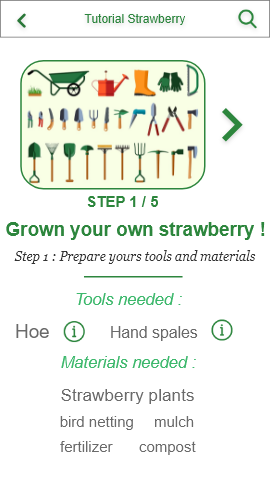 Tutorial Strawberry
STEP 1 / 5
Grown your own strawberry !
Step 1 : Prepare yours tools and materials
Tools needed :
Hoe Hand spales
Materials needed :
Strawberry plants
bird netting mulch
fertilizer compost